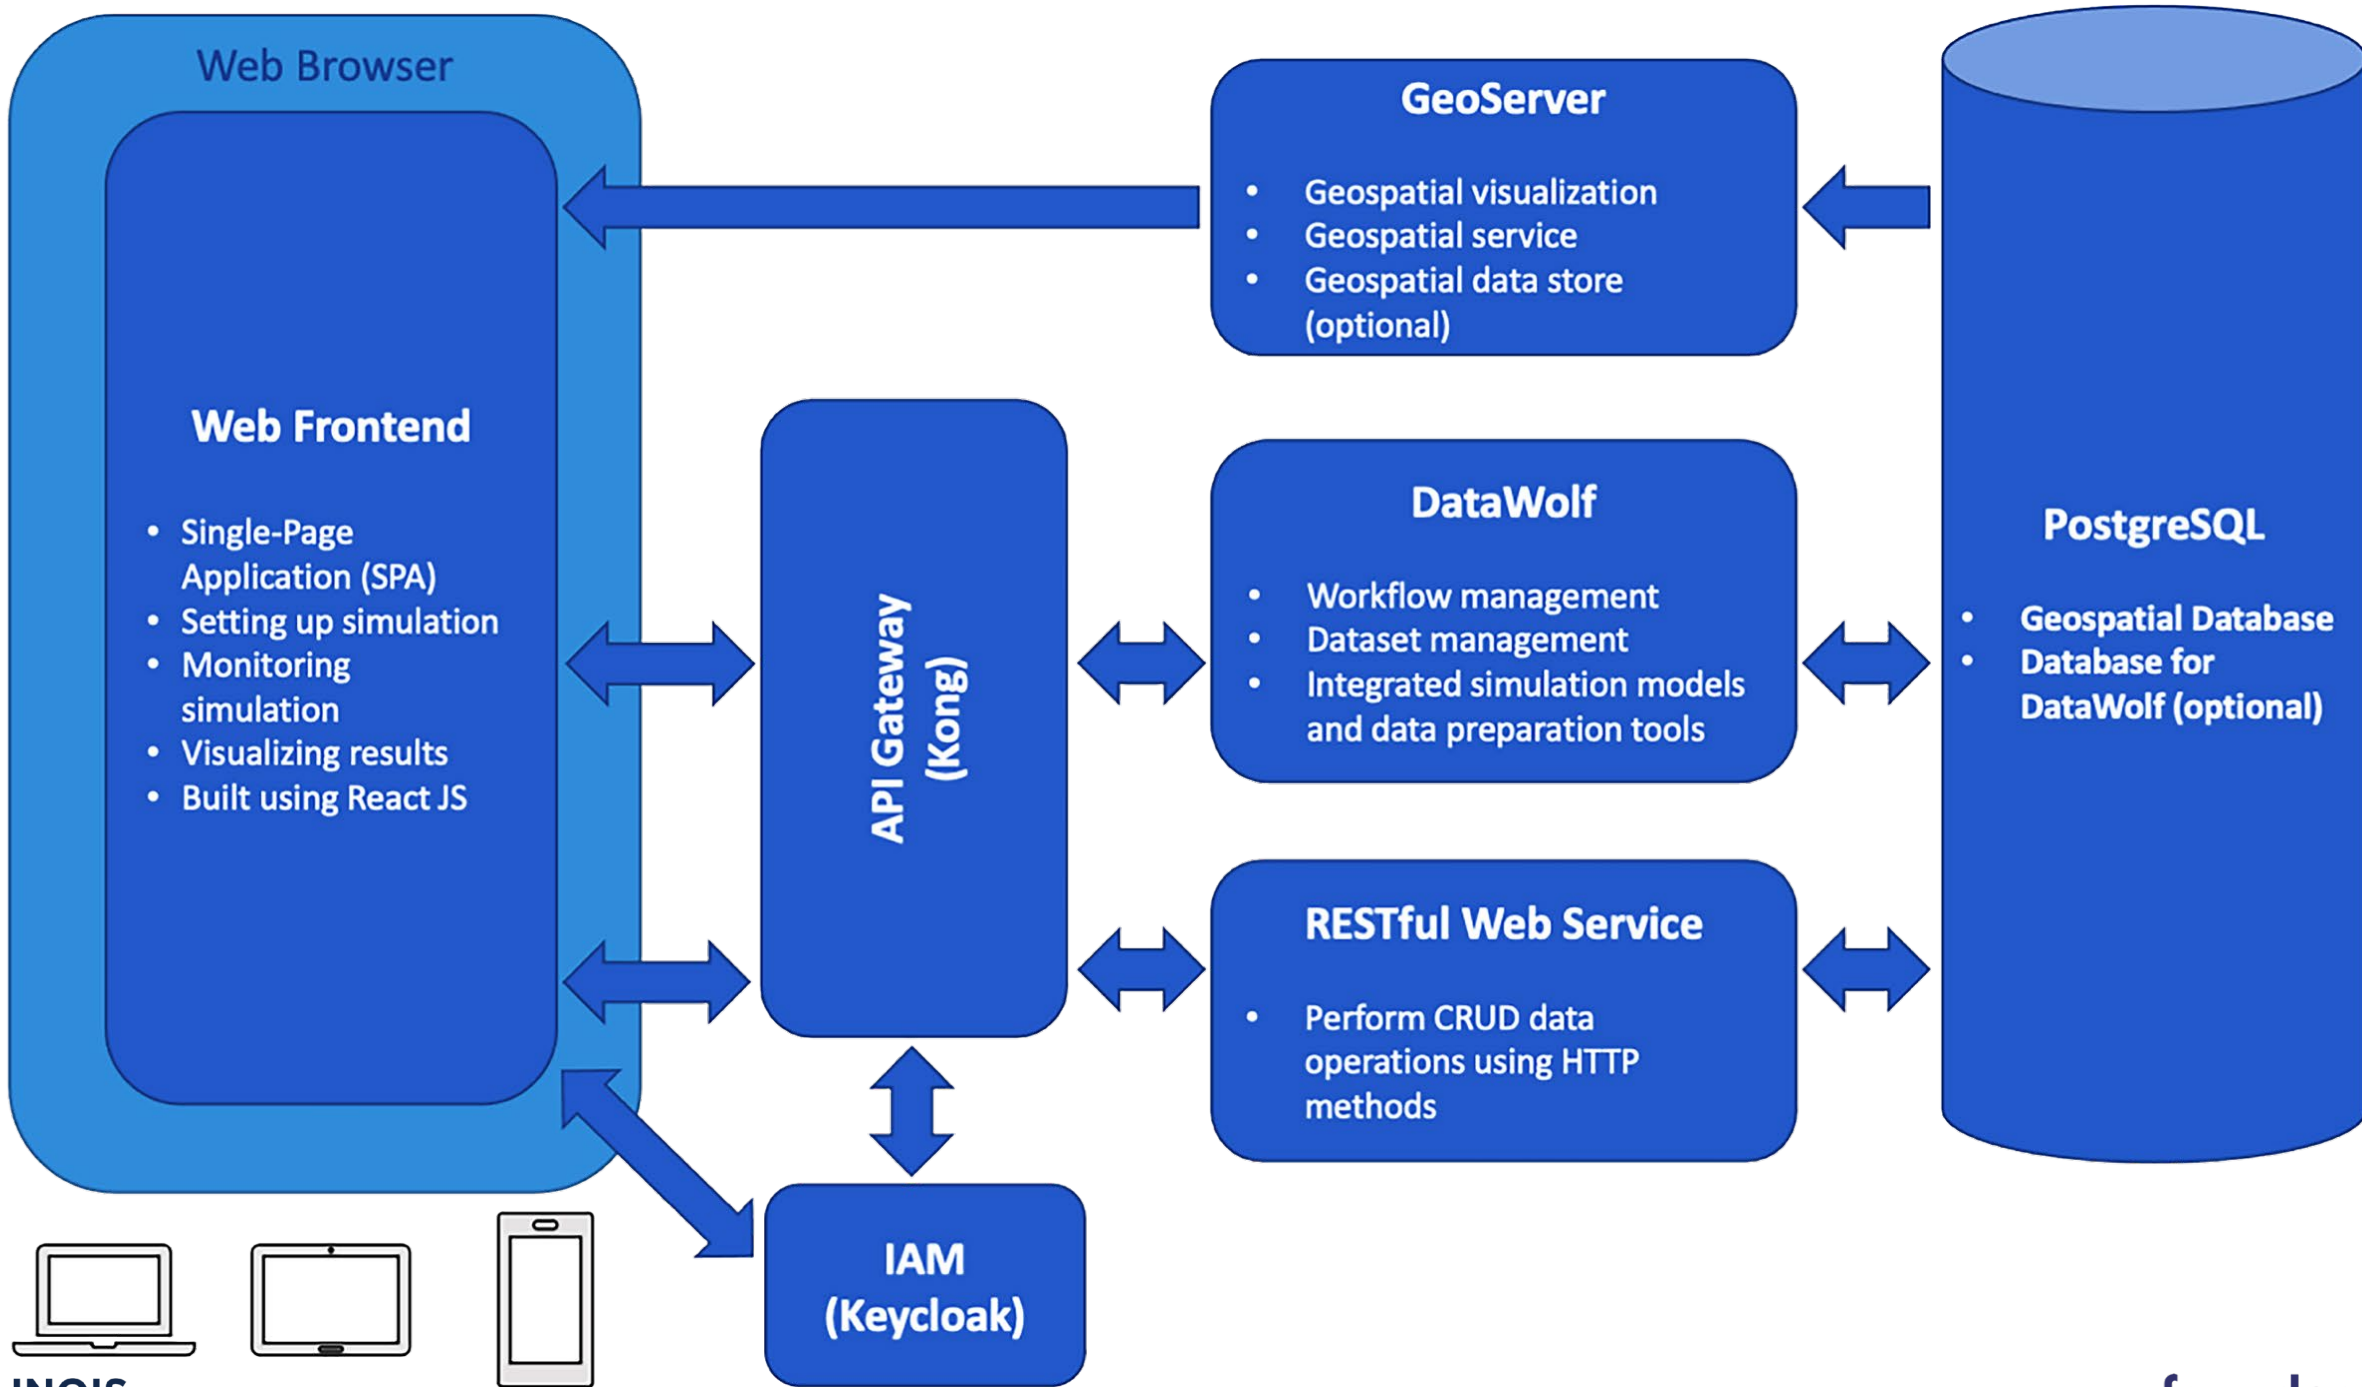 Web Browser
Web Frontend
• Single-Page
Application (SPA)
• Setting up simulation
• Monitoring
simulation
• Visualizing results
• Built using React JS
API Gateway
(Kong)
IAM
(Keycloak)
GeoServer
• Geospatial visualization
• Geospatial service
• Geospatial data store
(optional)
DataWolf
• Workflow management
• Dataset management
• Integrated simulation models
and data preparation tools
RESTful Web Service
• Perform CRUD data
operations using HTTP
methods
PostgreSQL
• Geospatial Database
• Database for
DataWolf (optional)